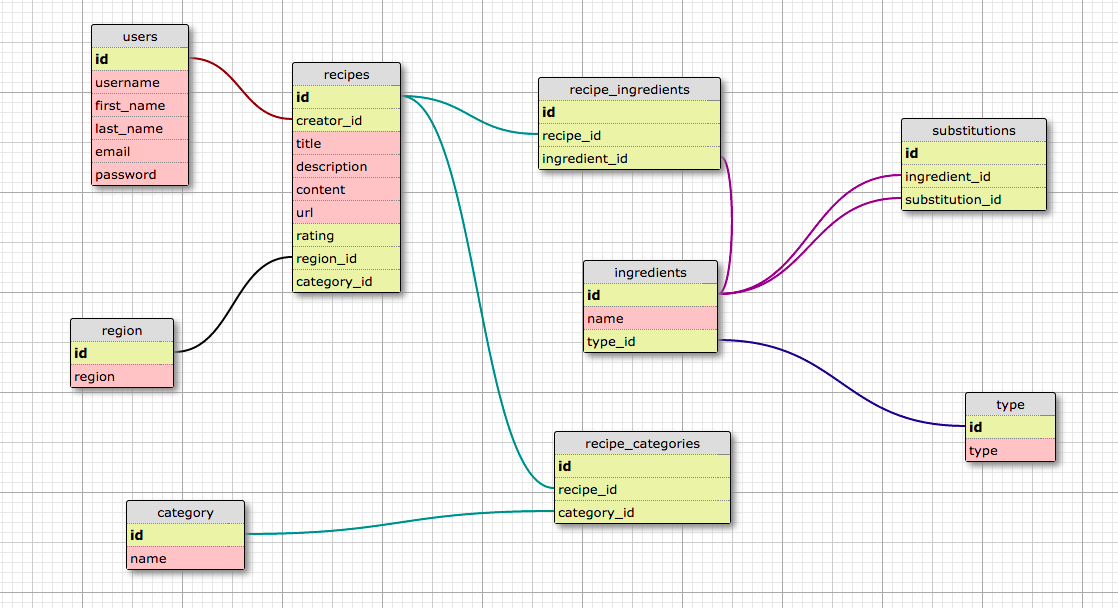 users
id
username
first_name
last_name
email
password
recipes
id
creator_id
title
description
content
url
rating
region_id
category_id
recipe_ingredients
id
recipe_id
ingredient_id
substitutions
id
ingredient_id
substitution_id
ingredients
id
name
type_id
region
id
region
type
id
type
recipe_categories
id
recipe_id
category_id
category
id
name